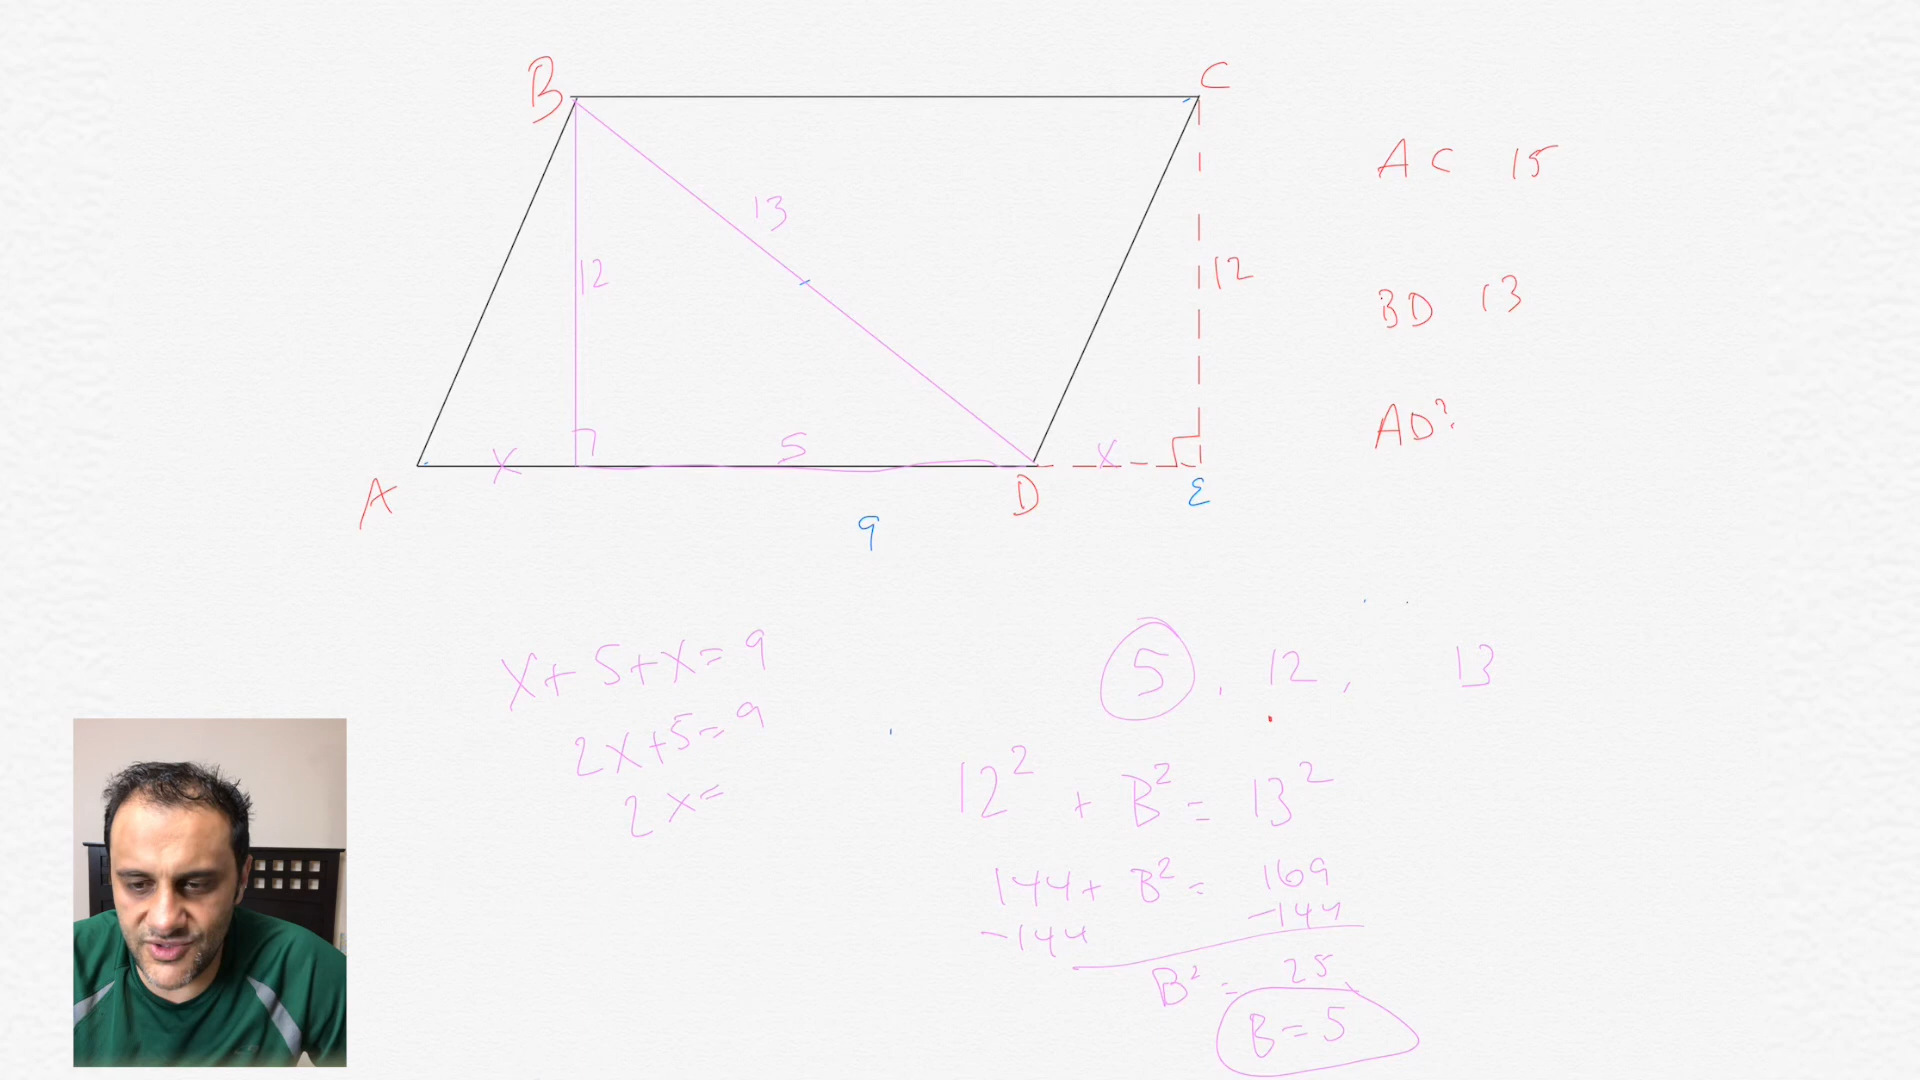 B
C
A C 15
13
12
12
BD 13
AD?
X
5
X
A
D
E
9
X + 5 + X = 9
5, 12, 13
2X + 5 = 9
2X =
12² + B² = 13²
144 + B² = 169
-144 -144
B² = 25
B = 5